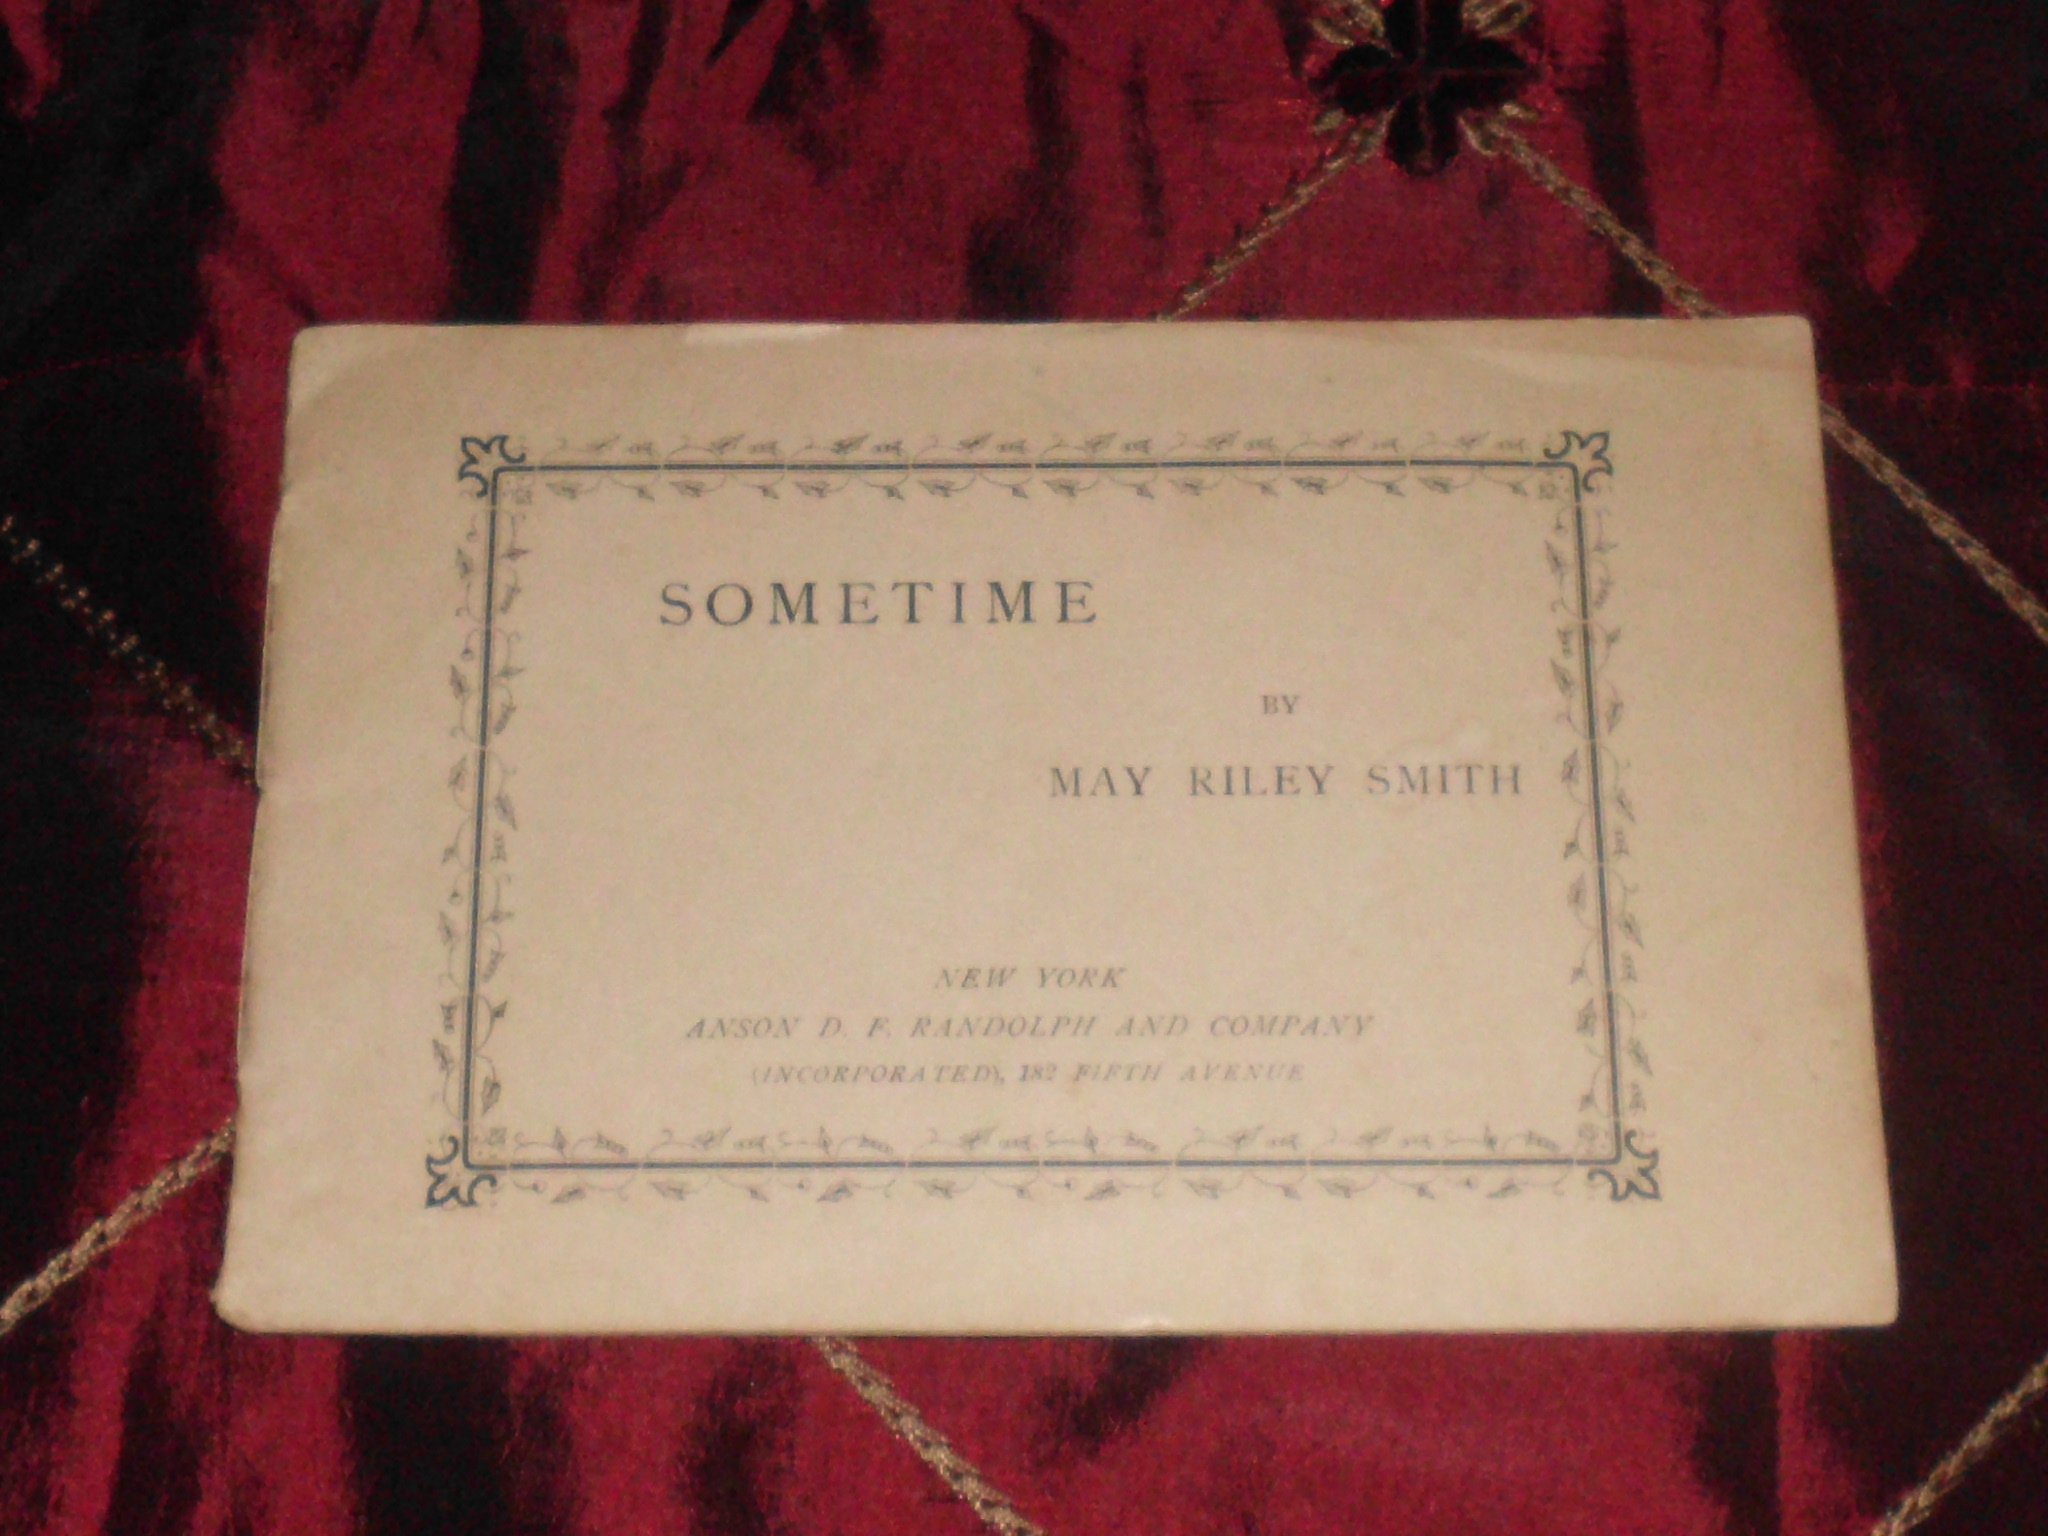 SOMETIME
BY
MAY RILEY SMITH
NEW YORK
ANSON D. F. RANDOLPH AND COMPANY
(INCORPORATED), 182 FIFTH AVENUE